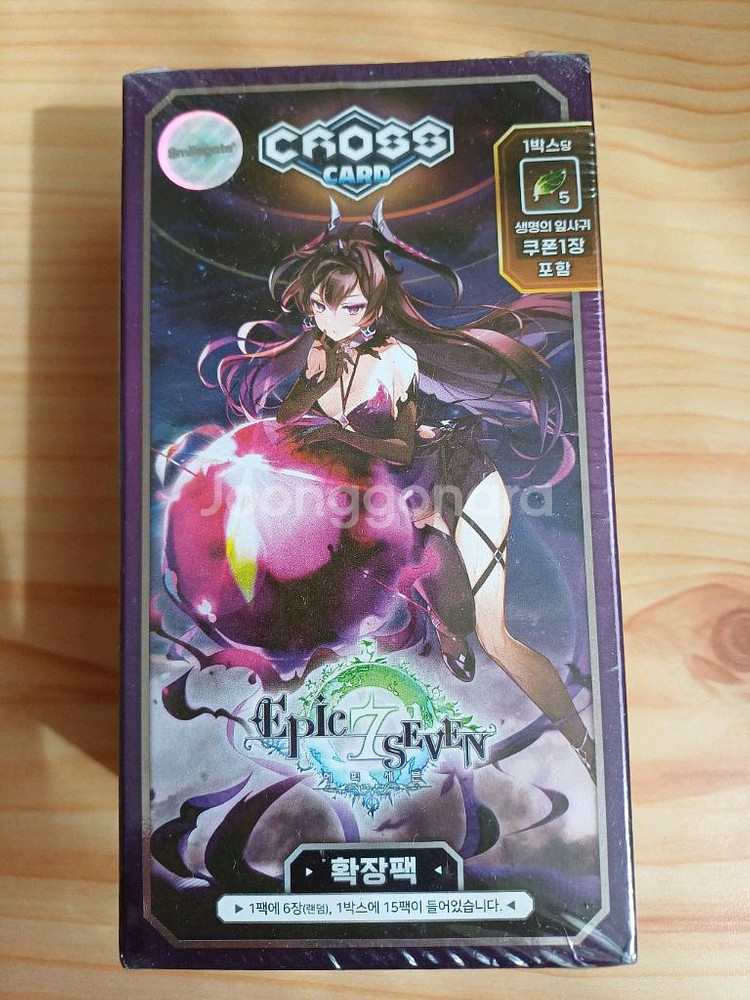 Smilegate
CROSS
CARD
1박스당
5
생명의 잎사귀
쿠폰1장
포함
Joonggonara
EPIC 7 SEVEN
에픽세븐
확장팩
▶ 1팩에 6장(랜덤), 1박스에 15팩이 들어있습니다. ◀